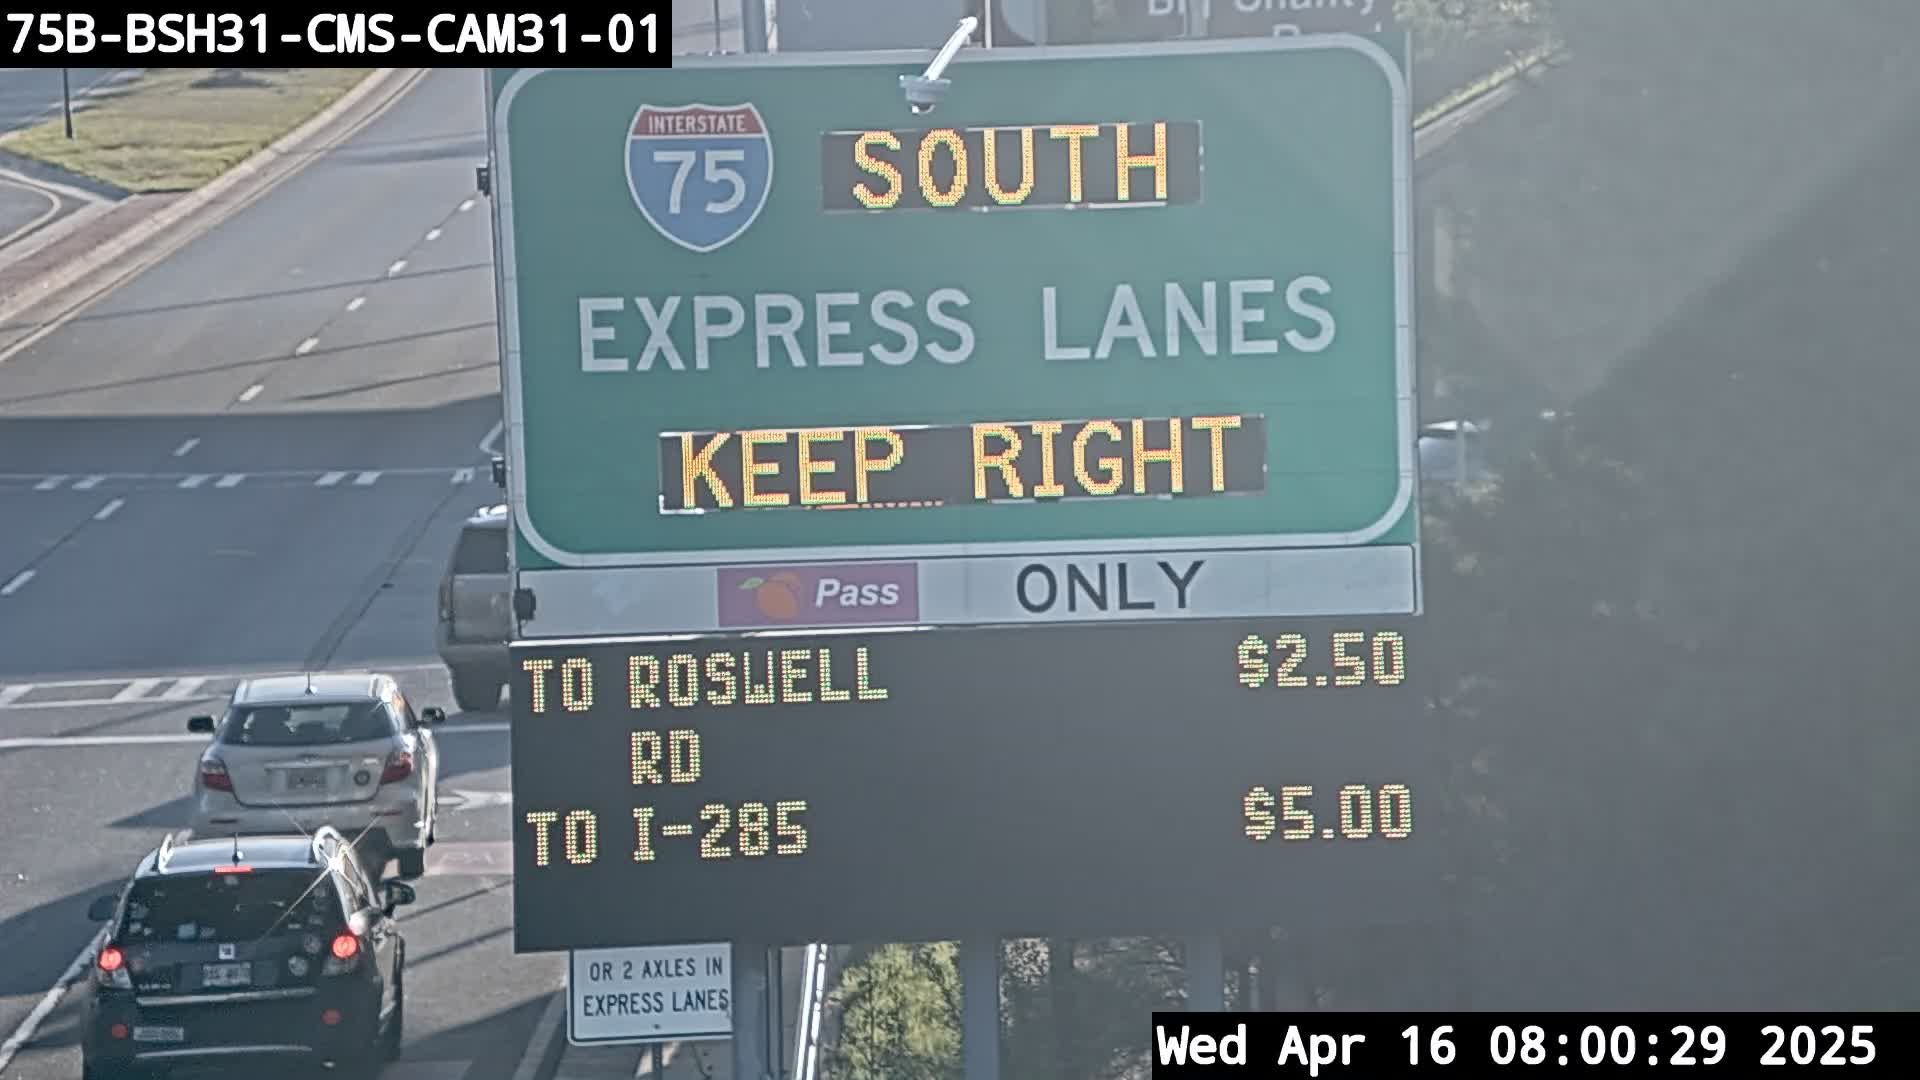 75B-BSH31-CMS-CAM31-01
INTERSTATE
75
SOUTH
EXPRESS LANES
KEEP RIGHT
Pass
ONLY
TO ROSWELL $2.50
RD
TO I-285 $5.00
OR 2 AXLES IN
EXPRESS LANES
Wed Apr 16 08:00:29 2025